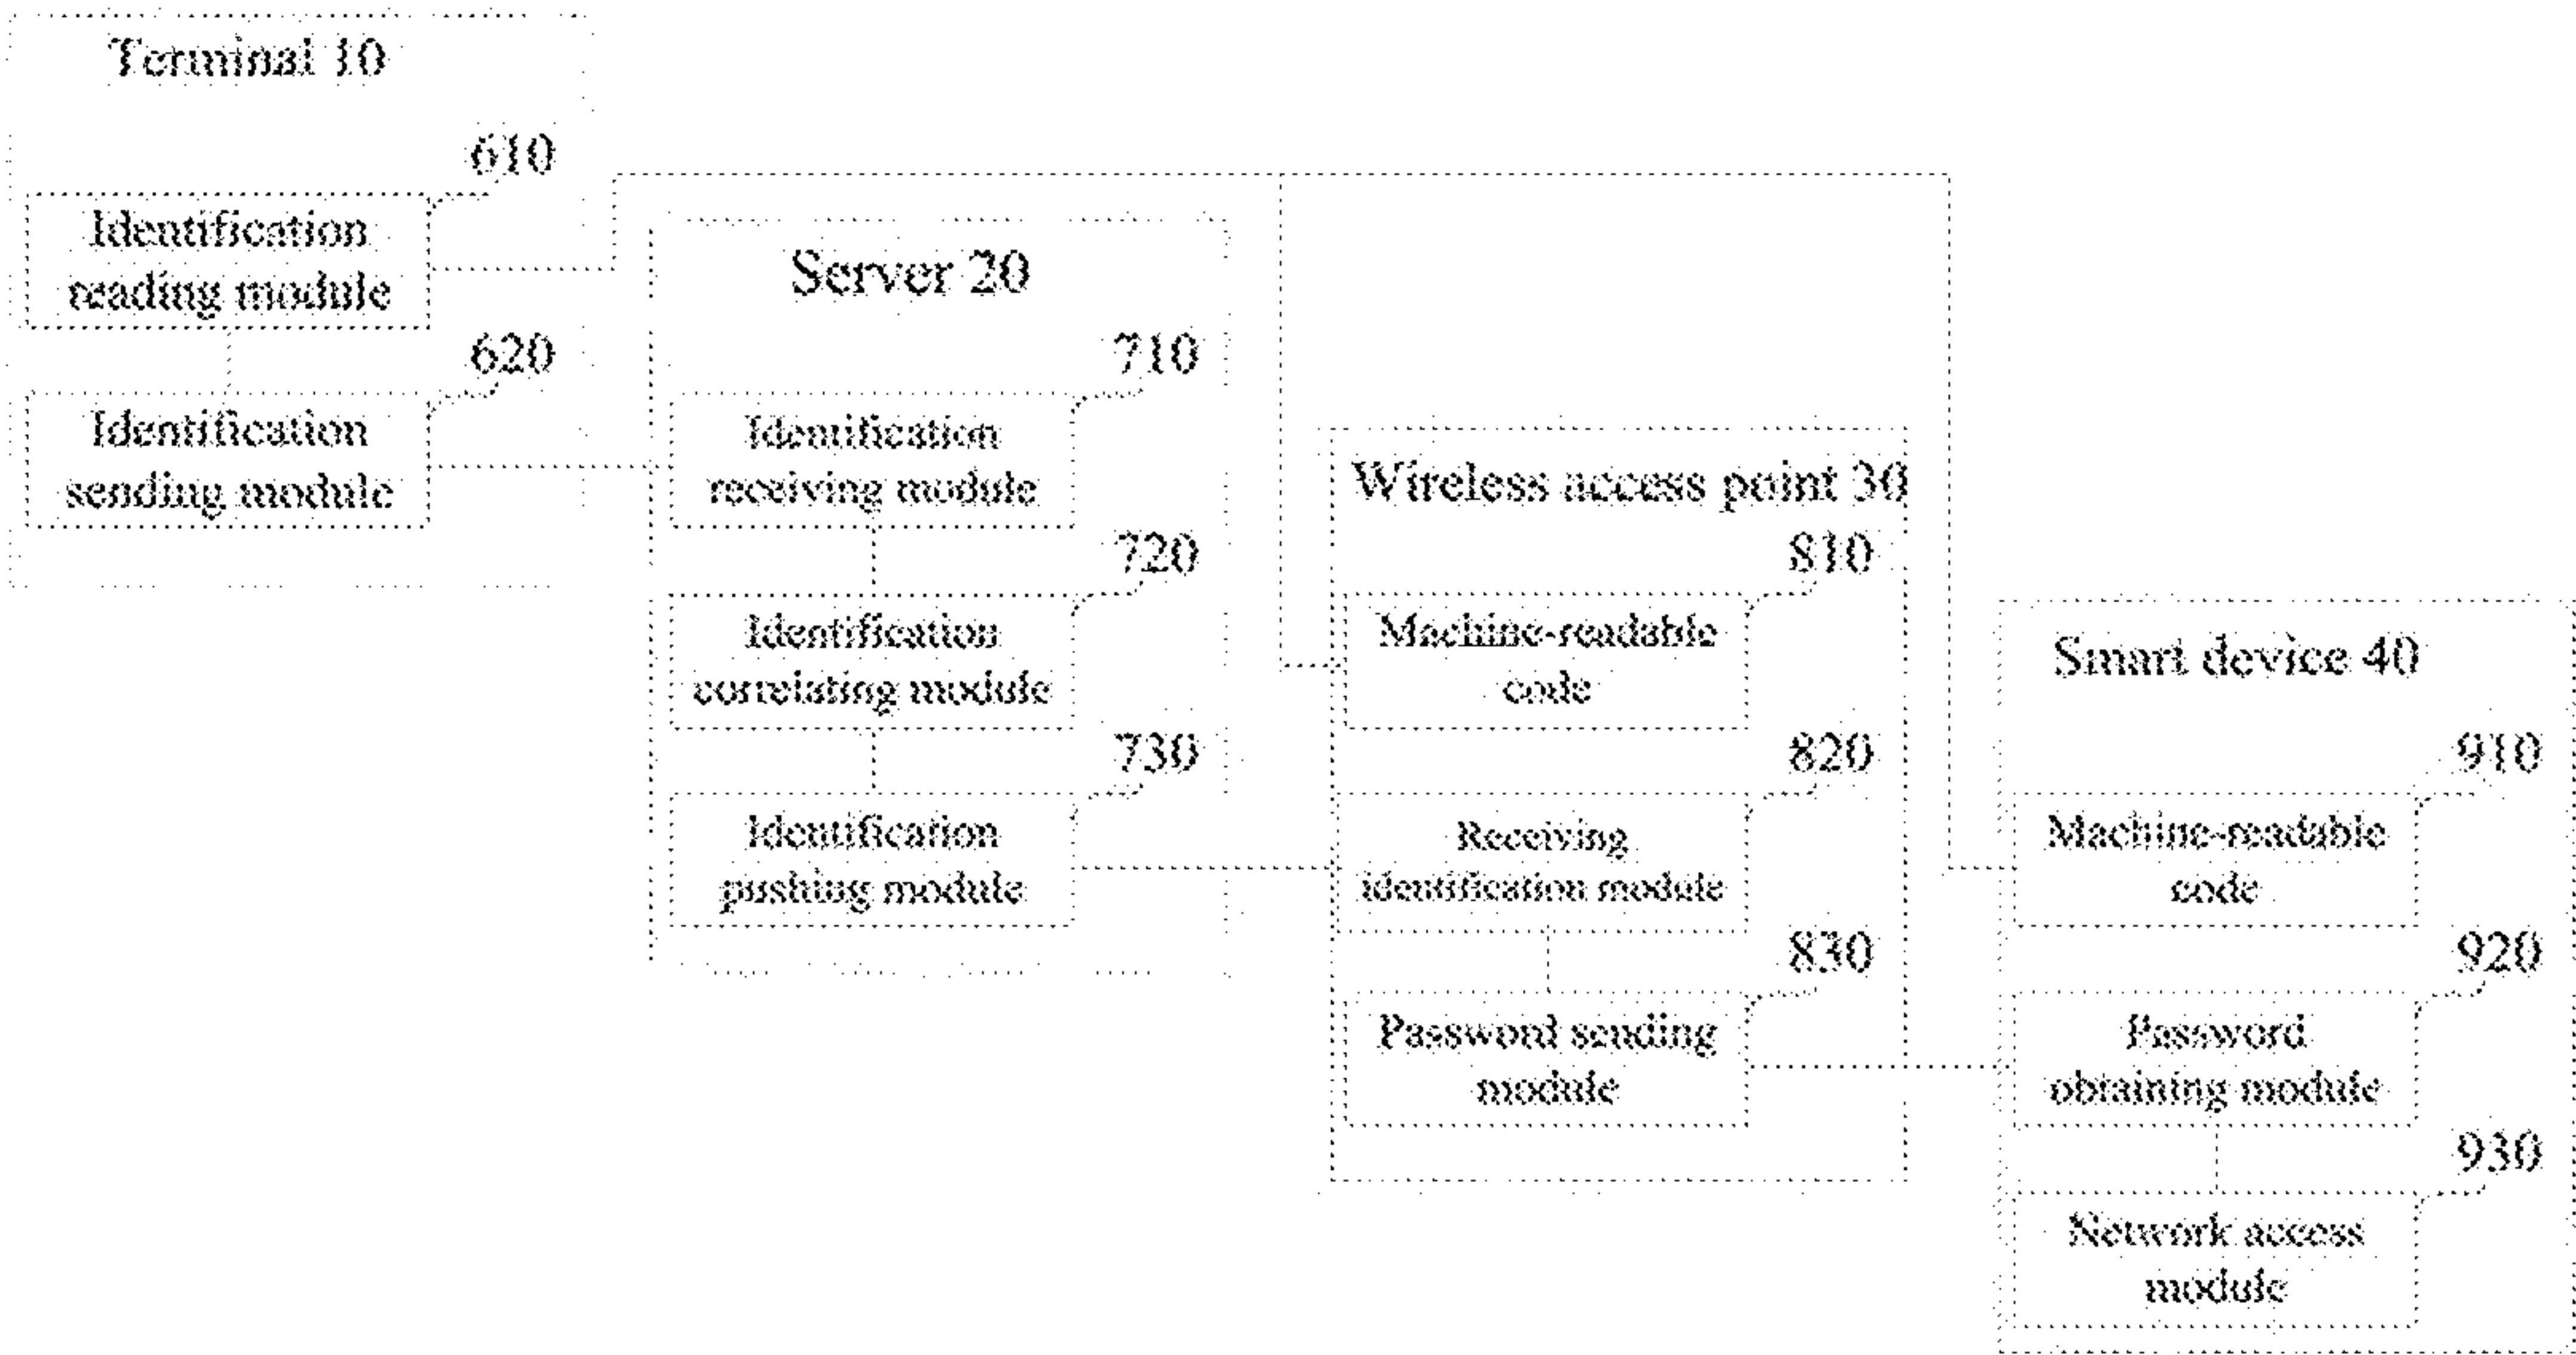 Terminal 10
610
Identification
reading module
620
Identification
sending module
Server 20
710
Identification
receiving module
720
Identification
correlating module
730
Identification
pushing module
Wireless access point 30
810
Machine-readable
code
820
Receiving
identification module
830
Password sending
module
Smart device 40
910
Machine-readable
code
920
Password
obtaining module
930
Network access
module